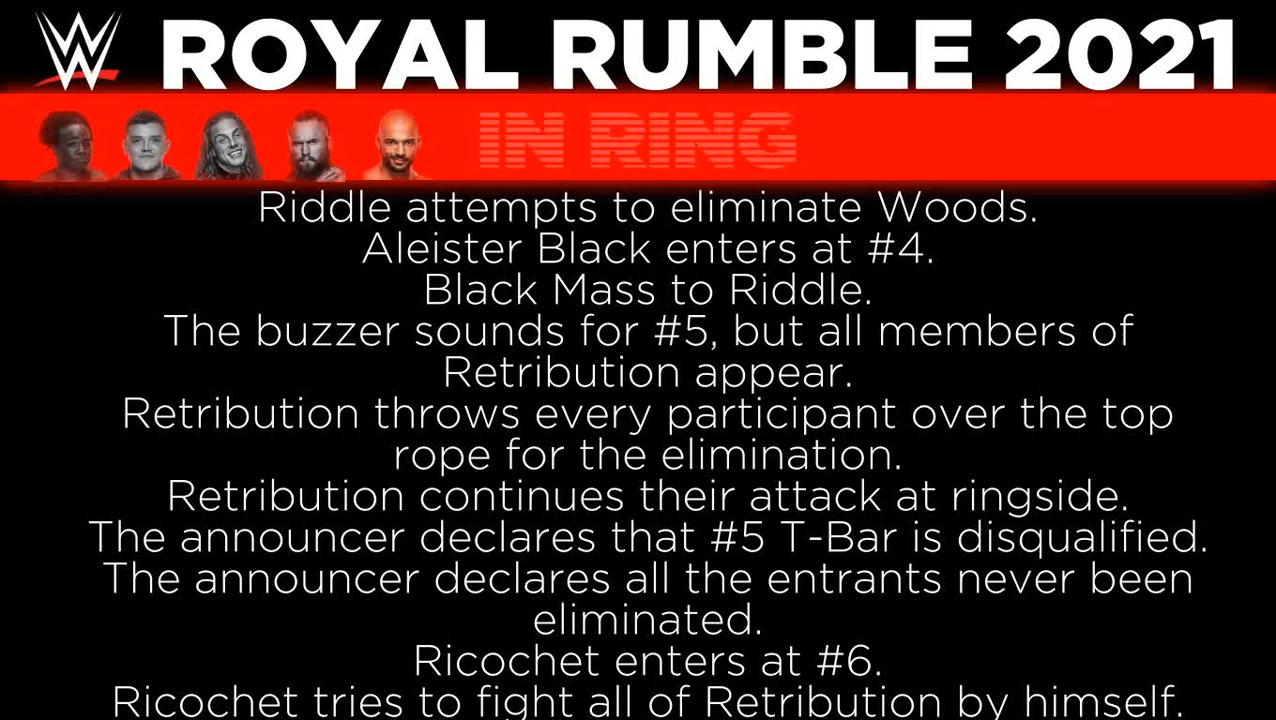 W
ROYAL RUMBLE 2021
IN RING
Riddle attempts to eliminate Woods.
Aleister Black enters at #4.
Black Mass to Riddle.
The buzzer sounds for #5, but all members of
Retribution appear.
Retribution throws every participant over the top
rope for the elimination.
Retribution continues their attack at ringside.
The announcer declares that #5 T-Bar is disqualified.
The announcer declares all the entrants never been
eliminated.
Ricochet enters at #6.
Ricochet tries to fight all of Retribution by himself.